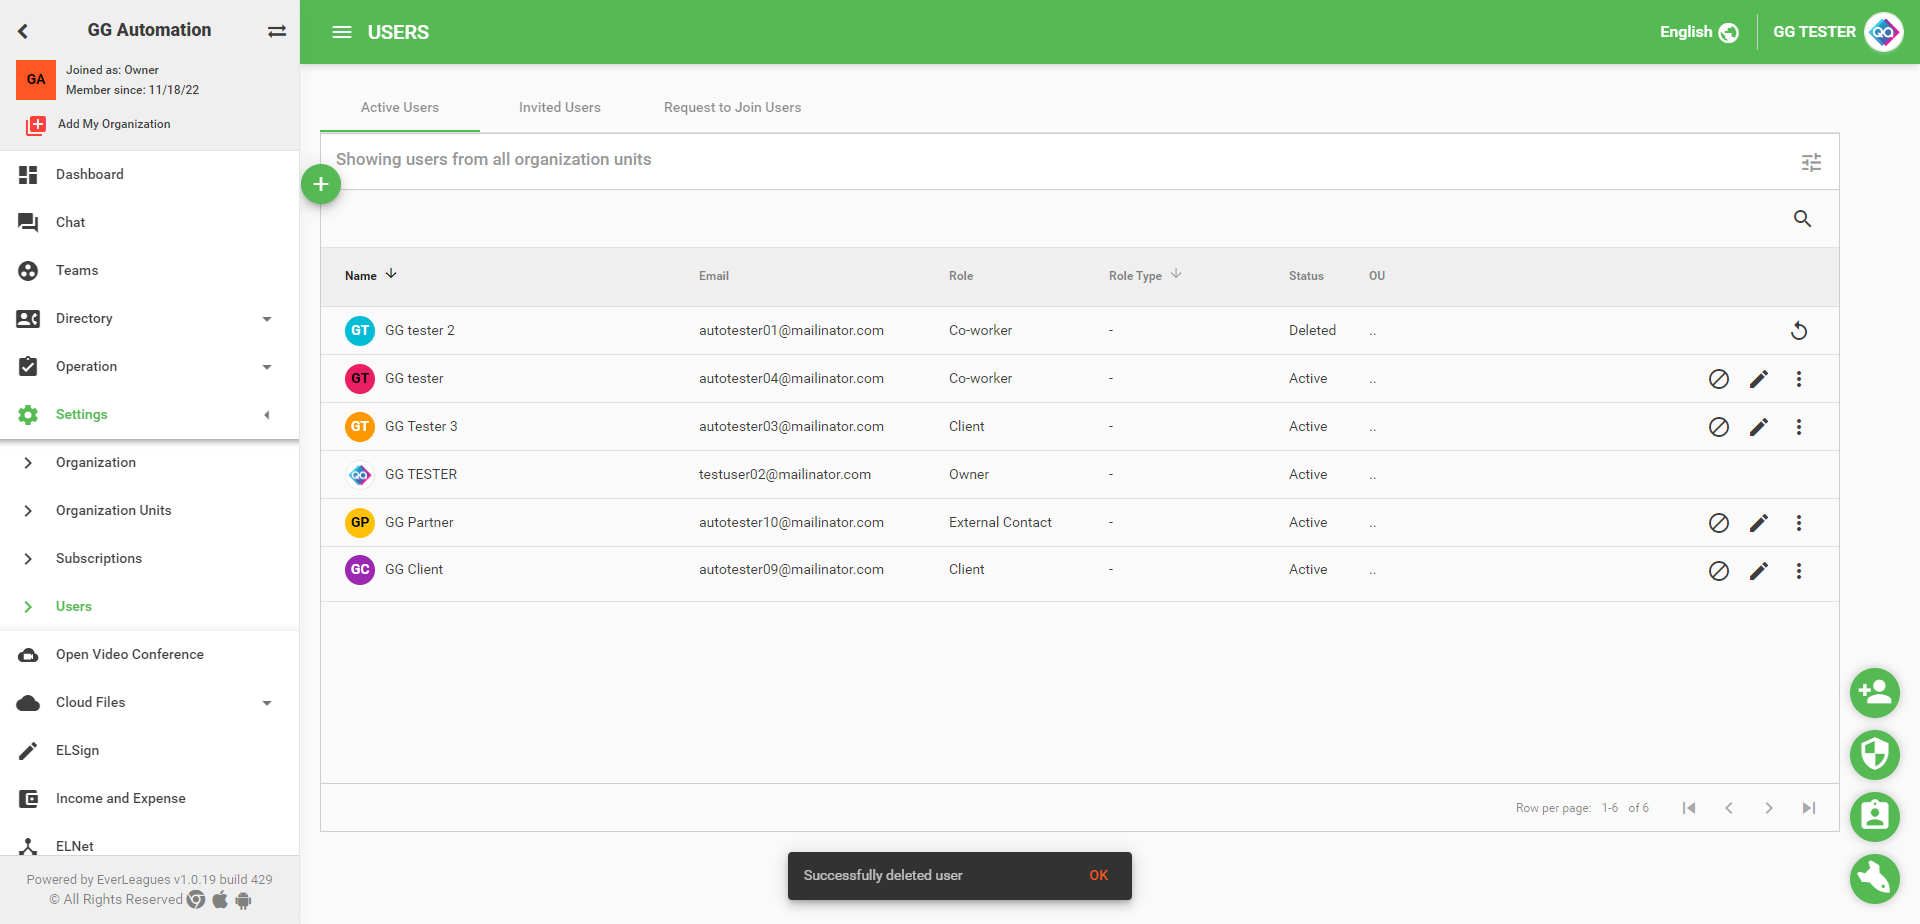 GG Automation
GA
Joined as: Owner
Member since: 11/18/22
Add My Organization
Dashboard
Chat
Teams
Directory
Operation
Settings
Organization
Organization Units
Subscriptions
Users
Open Video Conference
Cloud Files
ELSign
Income and Expense
ELNet
Powered by EverLeagues v1.0.19 build 429
© All Rights Reserved
USERS
English
GG TESTER
QA
Active Users Invited Users Request to Join Users
Showing users from all organization units
Name Email Role Role Type Status OU
GT GG tester 2 autotester01@mailinator.com Co-worker - Deleted ..
GT GG tester autotester04@mailinator.com Co-worker - Active ..
GT GG Tester 3 autotester03@mailinator.com Client - Active ..
QA GG TESTER testuser02@mailinator.com Owner - Active ..
GP GG Partner autotester10@mailinator.com External Contact - Active ..
GC GG Client autotester09@mailinator.com Client - Active ..
Row per page: 1-6 of 6
Successfully deleted user OK